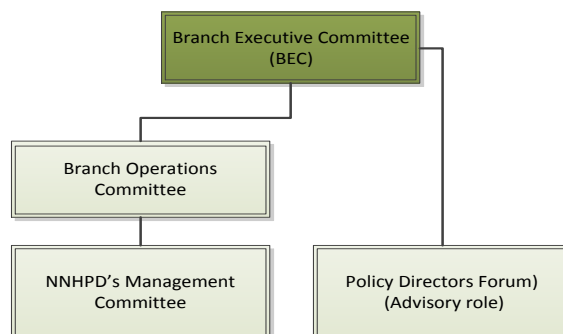 Branch Executive Committee
(BEC)
Branch Operations
Committee
NNHPD’s Management
Committee
Policy Directors Forum)
(Advisory role)